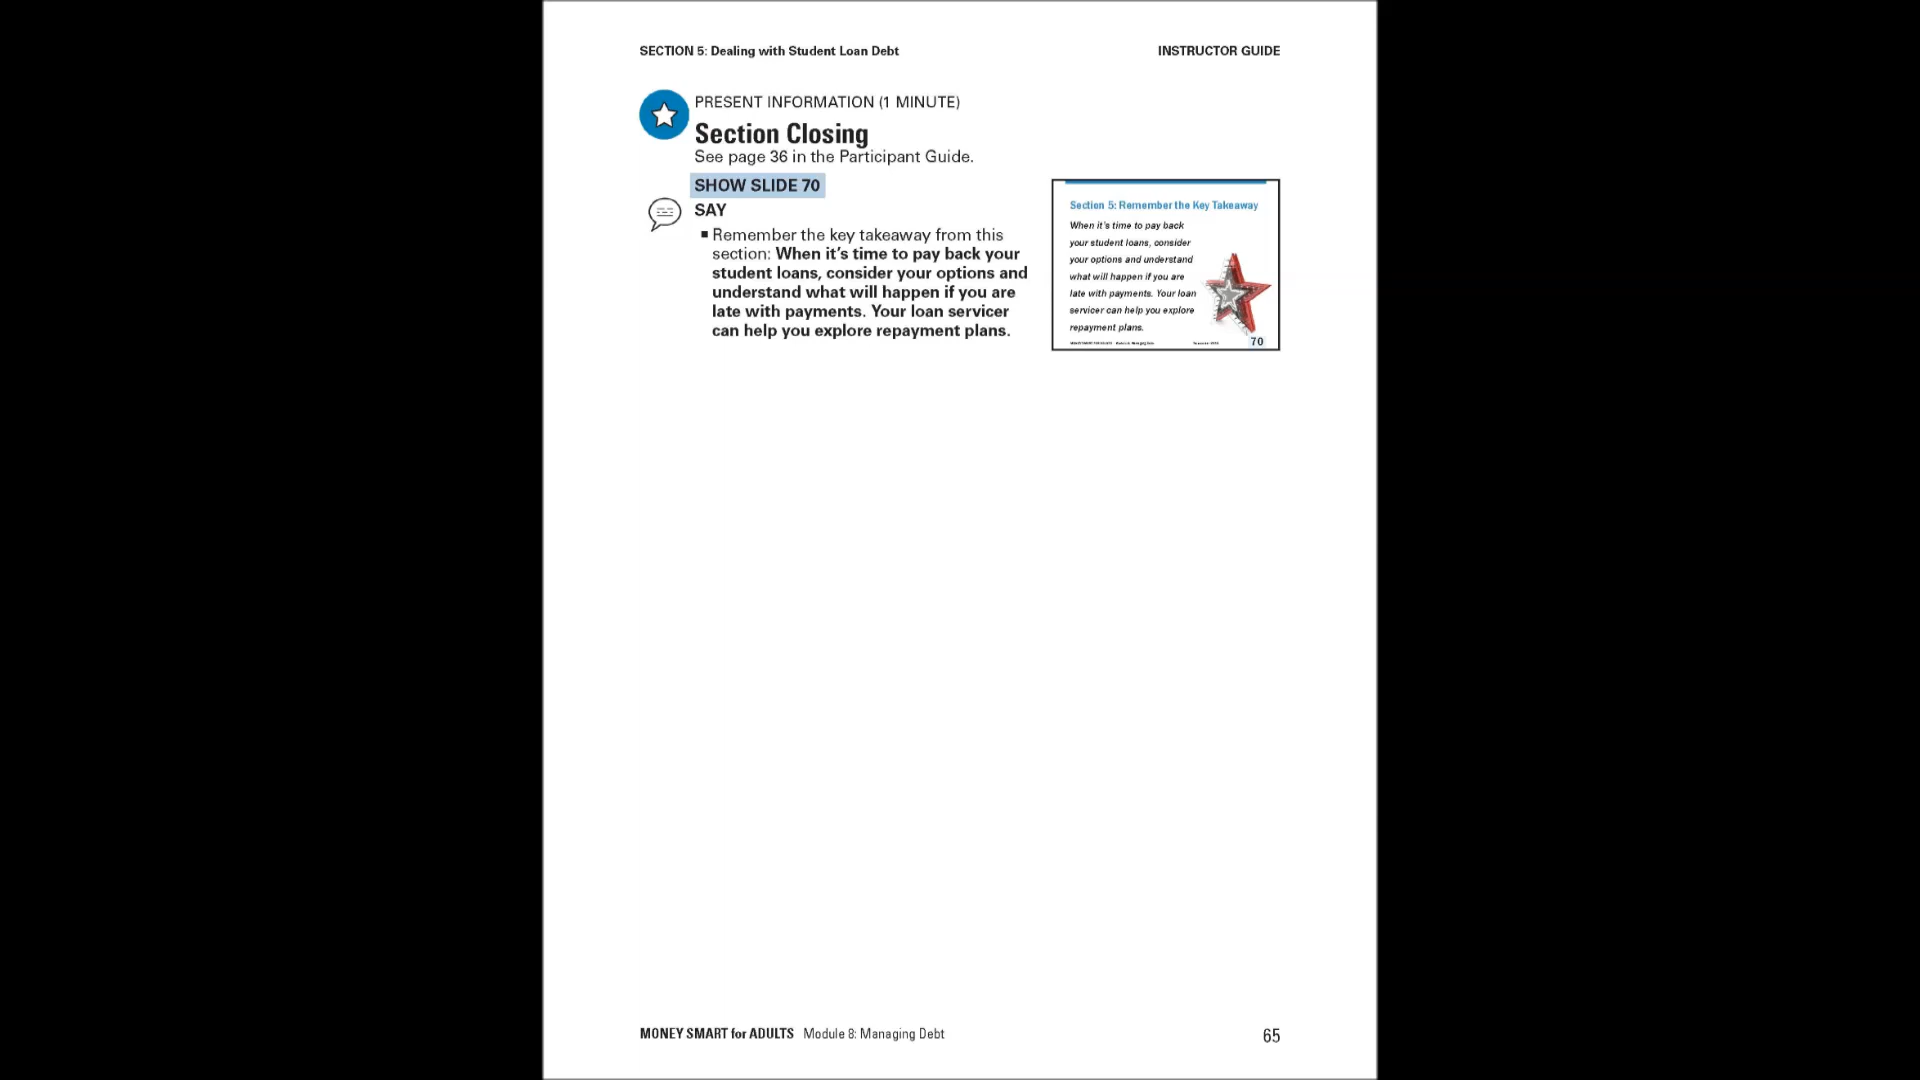 SECTION 5: Dealing with Student Loan Debt
INSTRUCTOR GUIDE
PRESENT INFORMATION (1 MINUTE)
Section Closing
See page 36 in the Participant Guide.
SHOW SLIDE 70
SAY
▪ Remember the key takeaway from this
section: When it’s time to pay back your
student loans, consider your options and
understand what will happen if you are
late with payments. Your loan servicer
can help you explore repayment plans.
Section 5: Remember the Key Takeaway
When it’s time to pay back
your student loans, consider
your options and understand
what will happen if you are
late with payments. Your loan
servicer can help you explore
repayment plans.
70
MONEY SMART for ADULTS Module 8: Managing Debt
65